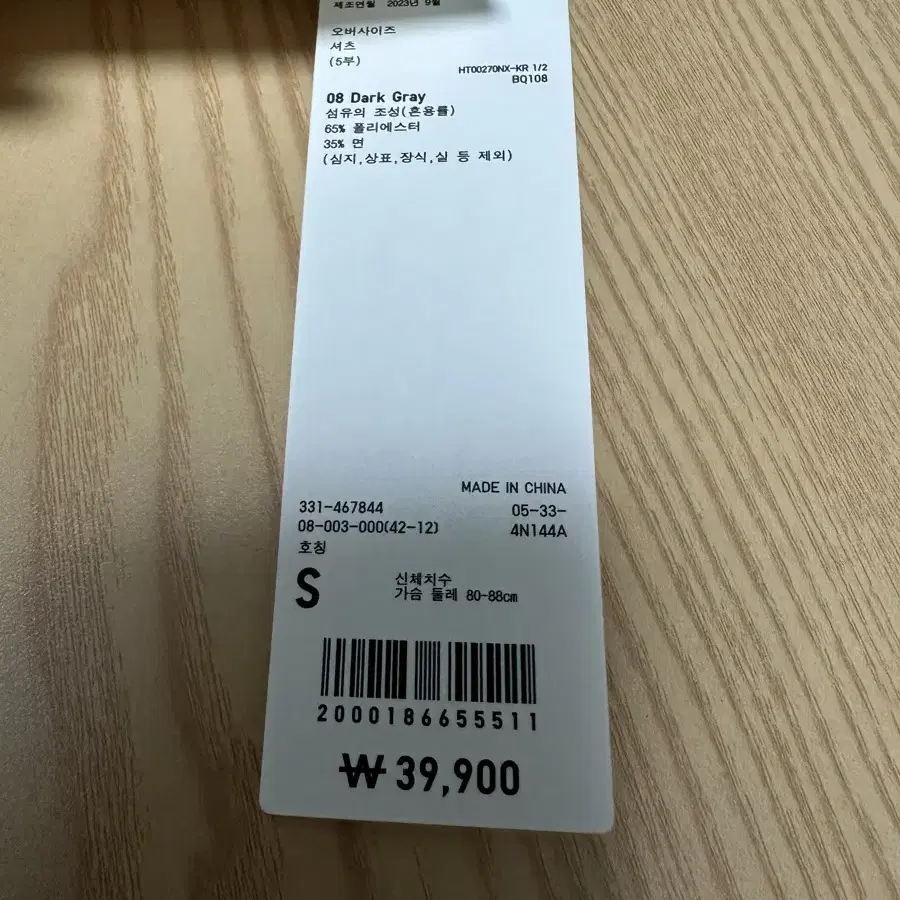 제조연월 2023년 9월
오버사이즈
셔츠
(5부)
HT00270NX-KR 1/2
BQ108
08 Dark Gray
섬유의 조성(혼용률)
65% 폴리에스터
35% 면
(심지,상표,장식,실 등 제외)
MADE IN CHINA
331-467844
05-33-
08-003-000(42-12)
4N144A
호칭
S
신체치수
가슴 둘레 80-88cm
2000186655511
₩39,900